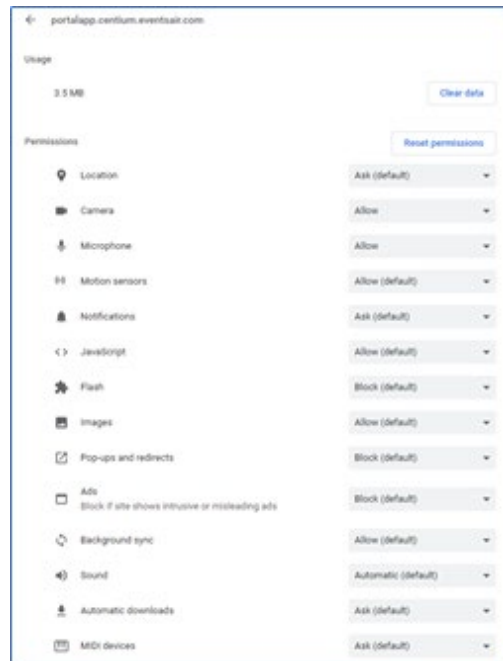 portalapp.centium.eventsair.com
Usage
3.5 MB Clear data
Permissions Reset permissions
Location Ask (default)
Camera Allow
Microphone Allow
Motion sensors Allow (default)
Notifications Ask (default)
JavaScript Allow (default)
Flash Block (default)
Images Allow (default)
Pop-ups and redirects Block (default)
Ads
Block if site shows intrusive or misleading ads Block (default)
Background sync Allow (default)
Sound Automatic (default)
Automatic downloads Ask (default)
MIDI devices Ask (default)